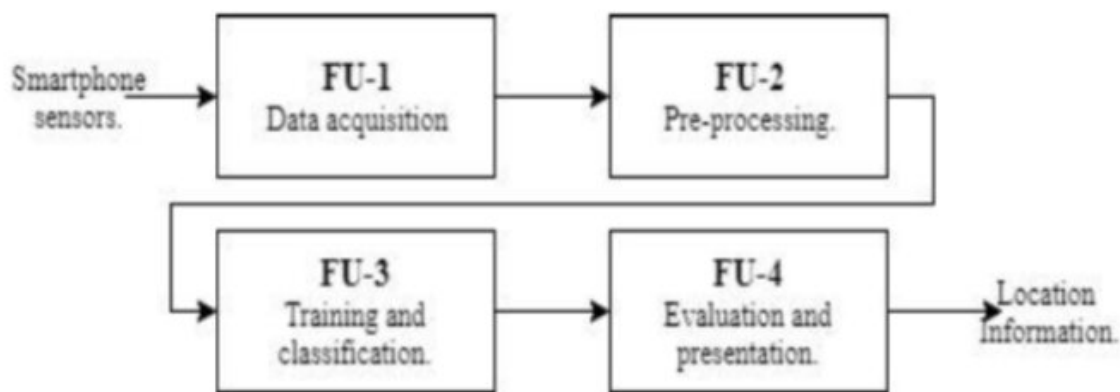 Smartphone
sensors.
FU-1
Data acquisition
FU-2
Pre-processing.
FU-3
Training and
classification.
FU-4
Evaluation and
presentation.
Location
Information.